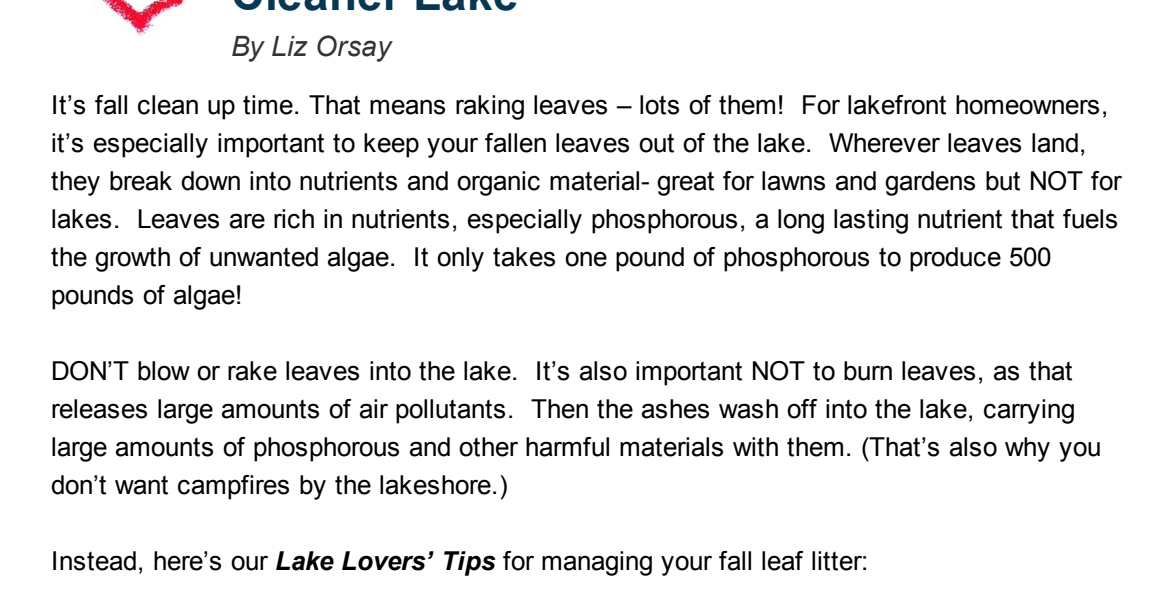 Cleaner Lake
By Liz Orsay
It’s fall clean up time. That means raking leaves – lots of them!  For lakefront homeowners,
it’s especially important to keep your fallen leaves out of the lake.  Wherever leaves land,
they break down into nutrients and organic material- great for lawns and gardens but NOT for
lakes.  Leaves are rich in nutrients, especially phosphorous, a long lasting nutrient that fuels
the growth of unwanted algae.  It only takes one pound of phosphorous to produce 500
pounds of algae!
DON’T blow or rake leaves into the lake.  It’s also important NOT to burn leaves, as that
releases large amounts of air pollutants.  Then the ashes wash off into the lake, carrying
large amounts of phosphorous and other harmful materials with them. (That’s also why you
don’t want campfires by the lakeshore.)
Instead, here’s our Lake Lovers’ Tips for managing your fall leaf litter: